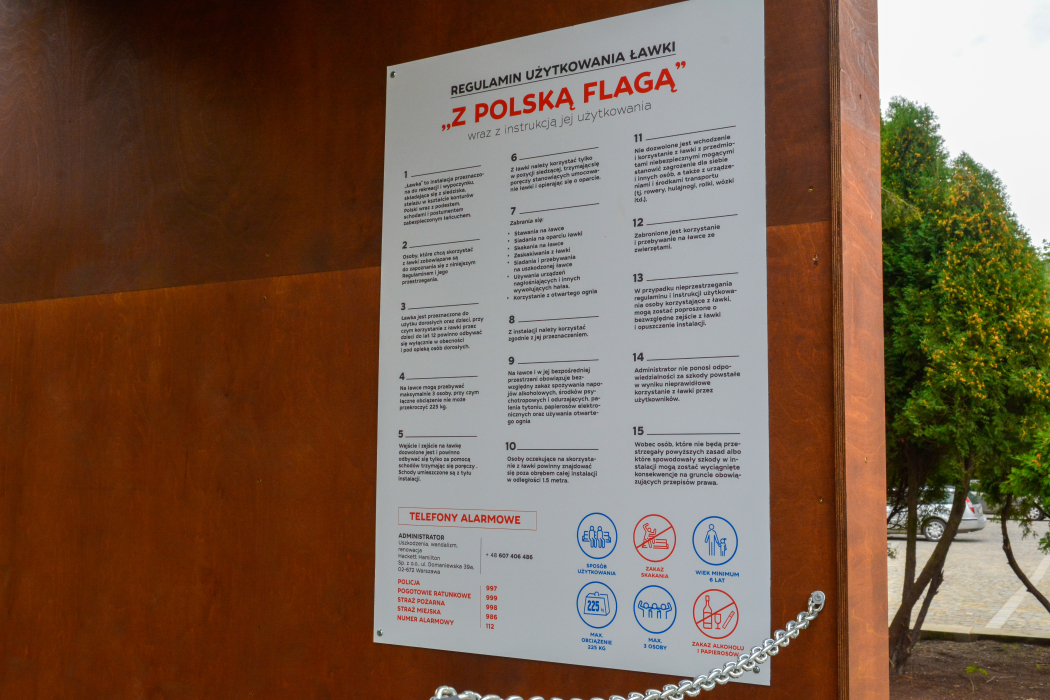 REGULAMIN UŻYTKOWANIA ŁAWKI
„Z POLSKĄ FLAGĄ”
wraz z instrukcją jej użytkowania
1
„Ławka” to instalacja przeznaczo-
na do rekreacji i wypoczynku,
składająca się z siedziska,
stelażu w kształcie konturów
Polski wraz z podestem,
schodami i postumentem
zabezpieczonym łańcuchem.
2
Osoby, które chcą skorzystać
z ławki zobowiązane są
do zapoznania się z niniejszym
Regulaminem i jego
przestrzegania.
3
Ławka jest przeznaczona do
użytku dorosłych oraz dzieci, przy
czym korzystanie z ławki przez
dzieci do lat 12 powinno odbywać
się wyłącznie w obecności
i pod opieką osób dorosłych.
4
Na ławce mogą przebywać
maksymalnie 3 osoby, przy czym
łączne obciążenie nie może
przekroczyć 225 kg.
5
Wejście i zejście na ławkę
dozwolone jest i powinno
odbywać się tylko za pomocą
schodów trzymając się poręczy .
Schody umieszczone są z tyłu
instalacji.
6
Z ławki należy korzystać tylko
w pozycji siedzącej, trzymając się
poręczy stanowiących umocowa-
nie ławki i opierając się o oparcie.
7
Zabrania się:
• Stawania na ławce
• Siadania na oparciu ławki
• Skakania na ławce
• Zeskakiwania z ławki
• Siadania i przebywania
na uszkodzonej ławce
• Używania urządzeń
nagłośniających i innych
wywołujących hałas.
• Korzystanie z otwartego ognia
8
Z instalacji należy korzystać
zgodnie z jej przeznaczeniem.
9
Na ławce i w jej bezpośredniej
przestrzeni obowiązuje bez-
względny zakaz spożywania napo-
jów alkoholowych, środków psy-
chotropowych i odurzających, pa-
lenia tytoniu, papierosów elektro-
nicznych oraz używania otwarte-
go ognia
10
Osoby oczekujące na skorzysta-
nie z ławki powinny znajdować
się poza obrębem całej instalacji
w odległości 1.5 metra.
11
Nie dozwolone jest wchodzenie
i korzystanie z ławki z przedmio-
tami niebezpiecznymi mogącymi
stanowić zagrożenie dla siebie
i innych osób, a także z urządze-
niami i środkami transportu
(tj. rowery, hulajnogi, rolki, wózki
itd.).
12
Zabronione jest korzystanie
i przebywanie na ławce ze
zwierzętami.
13
W przypadku nieprzestrzegania
regulaminu i instrukcji użytkowa-
nia osoby korzystające z ławki,
mogą zostać poproszone o
bezwzględne zejście z ławki
i opuszczenie instalacji.
14
Administrator nie ponosi odpo-
wiedzialności za szkody powstałe
w wyniku nieprawidłowe
korzystanie z ławki przez
użytkowników.
15
Wobec osób, które nie będą prze-
strzegały powyższych zasad albo
które spowodowały szkody w in-
stalacji mogą zostać wyciągnięte
konsekwencje na gruncie obowią-
zujących przepisów prawa.
TELEFONY ALARMOWE
ADMINISTRATOR
Uszkodzenia, wandalizm,
renowacja
Hackett Hamilton
Sp. z o.o. ul. Domaniewska 39a,
02-672 Warszawa
+ 48 607 406 486
POLICJA 997
POGOTOWIE RATUNKOWE 999
STRAŻ POŻARNA 998
STRAŻ MIEJSKA 986
NUMER ALARMOWY 112
SPOSÓB
UŻYTKOWANIA
ZAKAZ
SKAKANIA
WIEK MINIMUM
6 LAT
225
MAX.
OBCIĄŻENIE
225 KG
MAX.
3 OSOBY
ZAKAZ ALKOHOLU
I PAPIEROSÓW